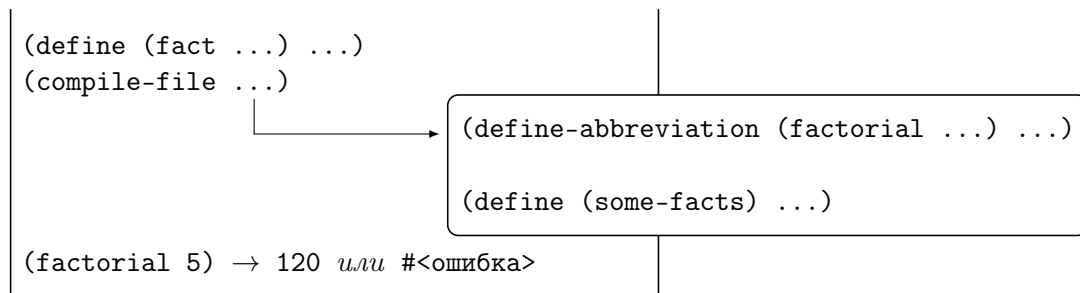 (define (fact ...) ...)
(compile-file ...)
(define-abbreviation (factorial ...) ...)
(define (some-facts) ...)
(factorial 5) → 120 или #<ошибка>